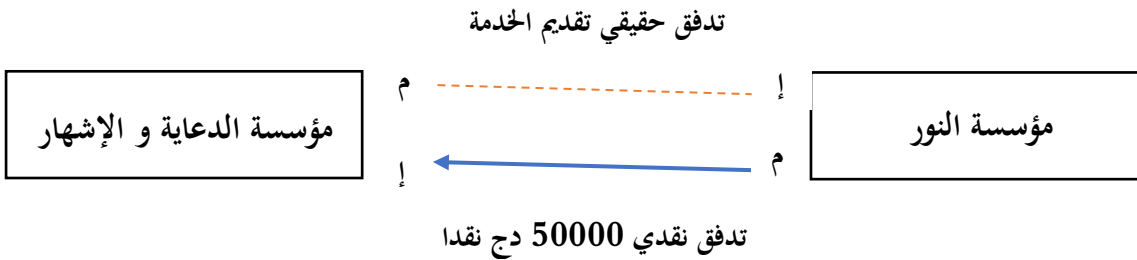 تدفق حقيقي تقديم الخدمة
إ
م
مؤسسة النور
مؤسسة الدعاية و الإشهار
م
إ
تدفق نقدي 50000 دج نقدا